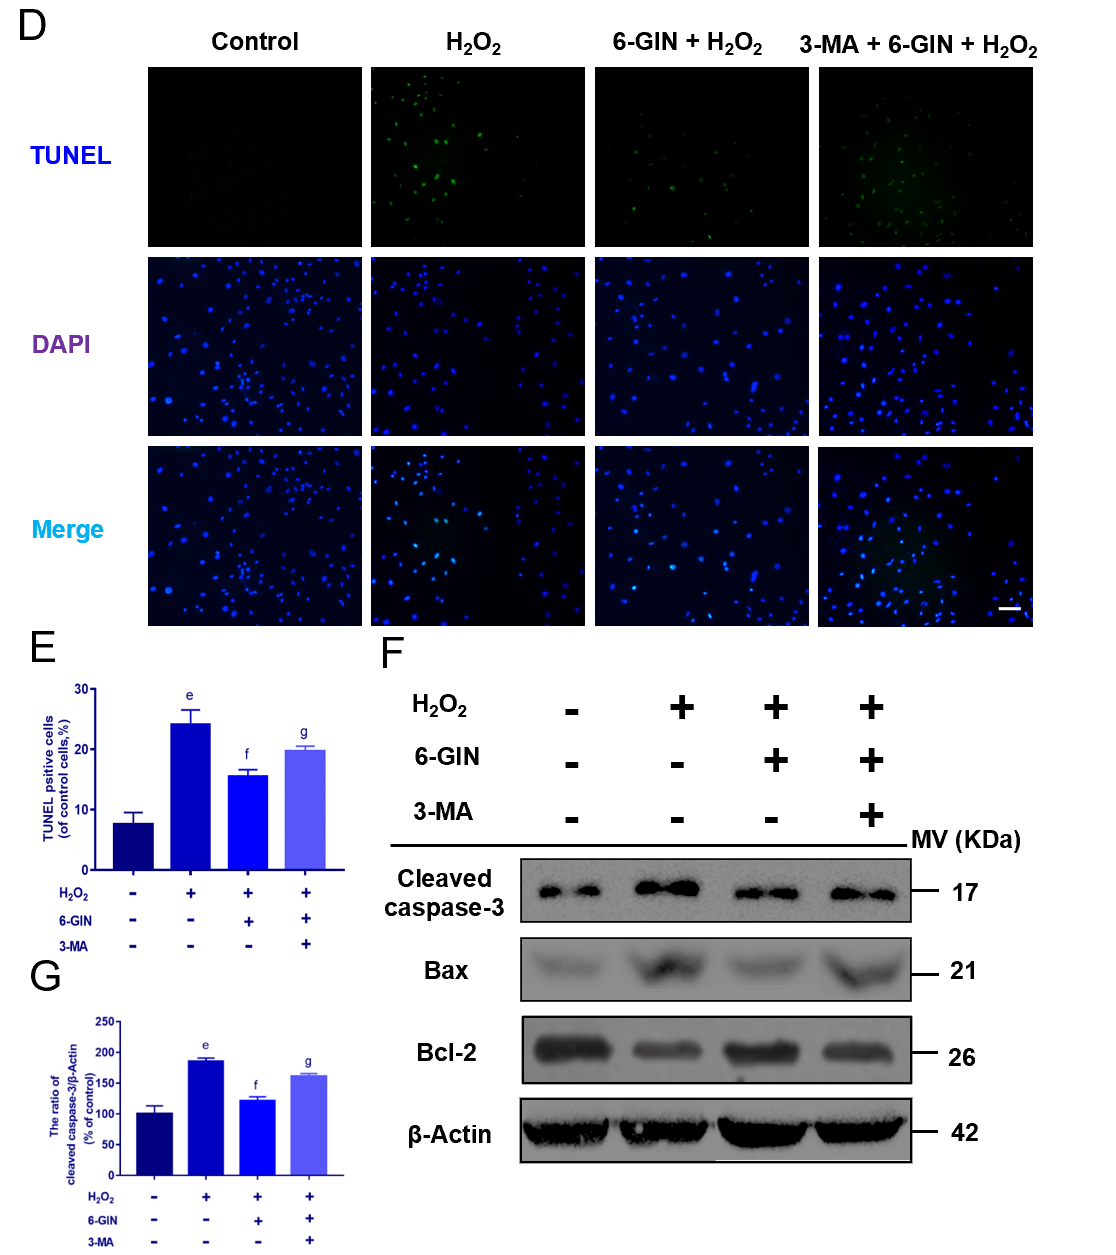 D
Control
H₂O₂
6-GIN + H₂O₂
3-MA + 6-GIN + H₂O₂
TUNEL
DAPI
Merge
E
TUNEL psitive cells
(of control cells,%)
30
20
10
0
e
f
g
H₂O₂ - + + +
6-GIN - - + +
3-MA - - - +
F
H₂O₂ - + + +
6-GIN - - + +
3-MA - - - +
MV (KDa)
Cleaved
caspase-3
17
Bax
21
Bcl-2
26
β-Actin
42
G
The ratio of
cleaved caspase-3/β-Actin
(% of control)
250
200
150
100
50
0
e
f
g
H₂O₂ - + + +
6-GIN - - + +
3-MA - - - +